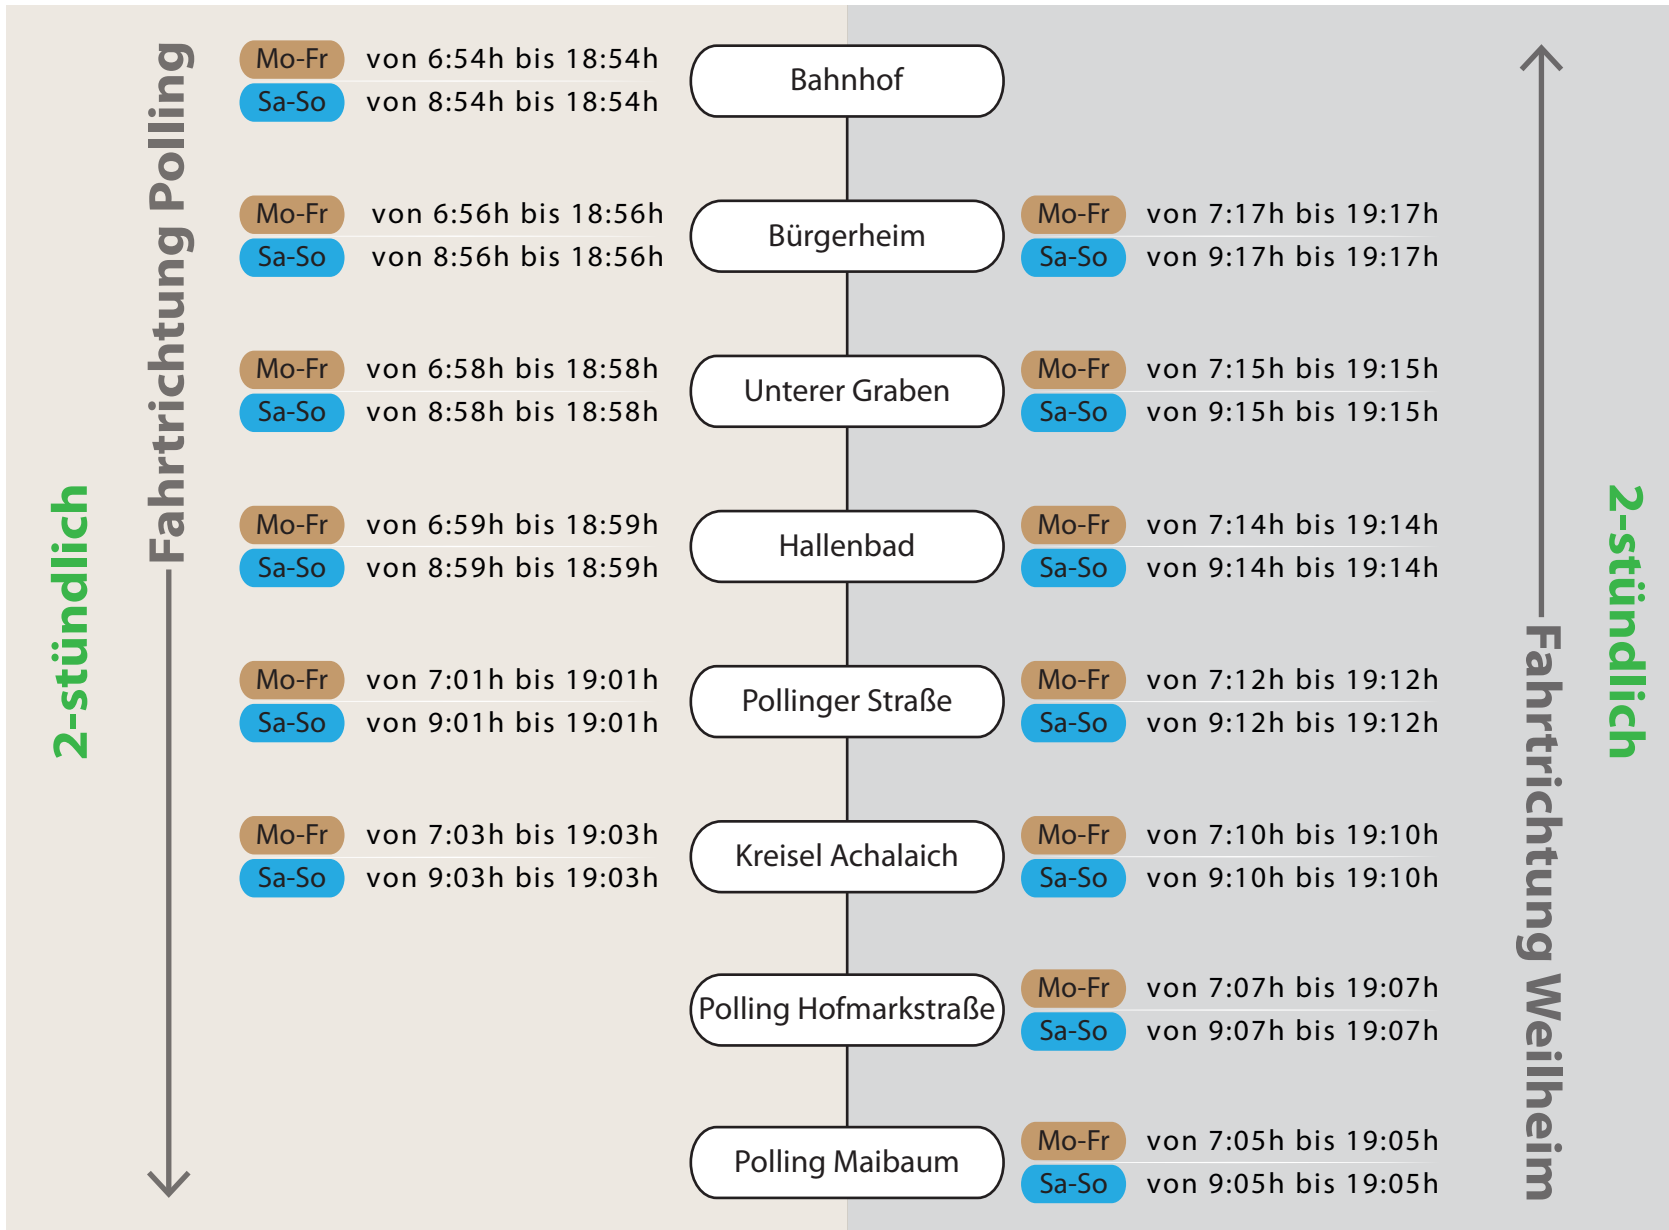 2-stündlich
Fahrtrichtung Polling
Mo-Fr von 6:54h bis 18:54h
Sa-So von 8:54h bis 18:54h
Bahnhof
Mo-Fr von 6:56h bis 18:56h
Sa-So von 8:56h bis 18:56h
Bürgerheim
Mo-Fr von 7:17h bis 19:17h
Sa-So von 9:17h bis 19:17h
Mo-Fr von 6:58h bis 18:58h
Sa-So von 8:58h bis 18:58h
Unterer Graben
Mo-Fr von 7:15h bis 19:15h
Sa-So von 9:15h bis 19:15h
Mo-Fr von 6:59h bis 18:59h
Sa-So von 8:59h bis 18:59h
Hallenbad
Mo-Fr von 7:14h bis 19:14h
Sa-So von 9:14h bis 19:14h
Mo-Fr von 7:01h bis 19:01h
Sa-So von 9:01h bis 19:01h
Pollinger Straße
Mo-Fr von 7:12h bis 19:12h
Sa-So von 9:12h bis 19:12h
Mo-Fr von 7:03h bis 19:03h
Sa-So von 9:03h bis 19:03h
Kreisel Achalaich
Mo-Fr von 7:10h bis 19:10h
Sa-So von 9:10h bis 19:10h
Polling Hofmarkstraße
Mo-Fr von 7:07h bis 19:07h
Sa-So von 9:07h bis 19:07h
Polling Maibaum
Mo-Fr von 7:05h bis 19:05h
Sa-So von 9:05h bis 19:05h
Fahrtrichtung Weilheim
2-stündlich